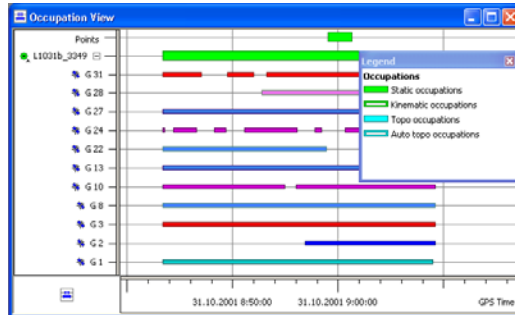 Occupation View
Points
L1031b_3349
G 31
G 28
G 27
G 24
G 22
G 13
G 10
G 8
G 3
G 2
G 1
Legend
Occupations
Static occupations
Kinematic occupations
Topo occupations
Auto topo occupations
31.10.2001 8:50:00 31.10.2001 9:00:00 GPS Time